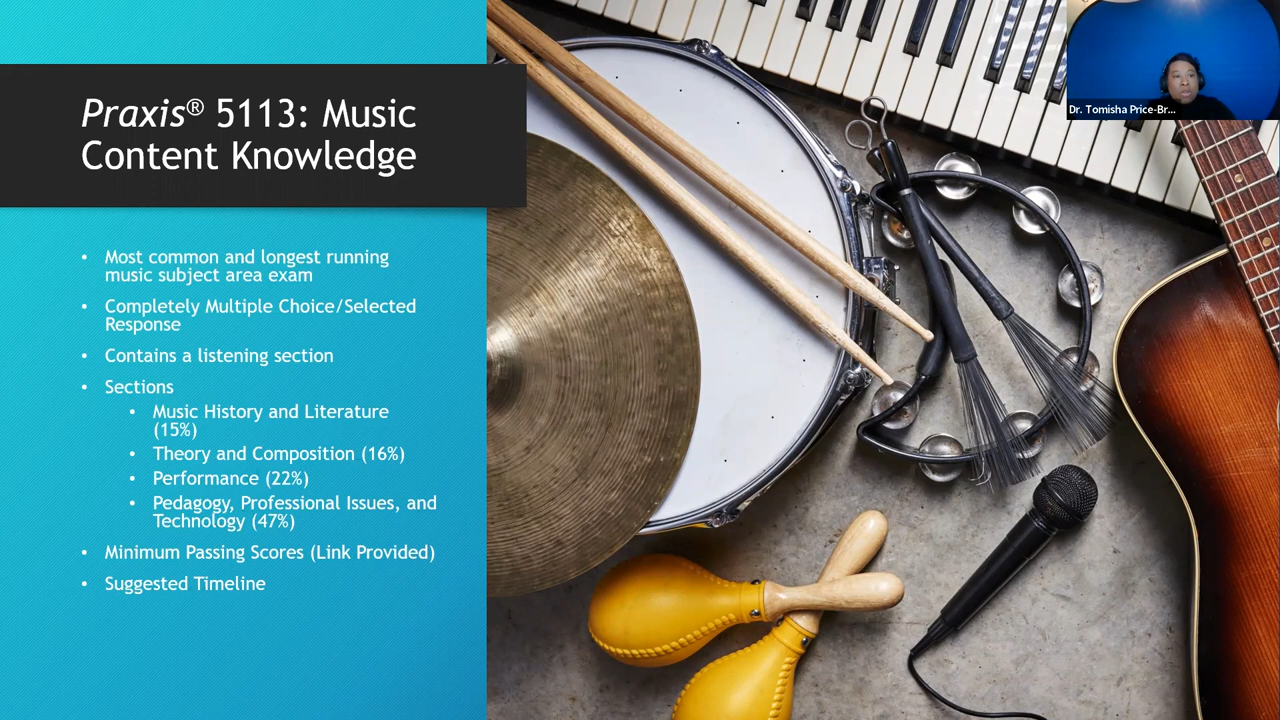 Praxis® 5113: Music
Content Knowledge
• Most common and longest running
music subject area exam
• Completely Multiple Choice/Selected
Response
• Contains a listening section
• Sections
• Music History and Literature
(15%)
• Theory and Composition (16%)
• Performance (22%)
• Pedagogy, Professional Issues, and
Technology (47%)
• Minimum Passing Scores (Link Provided)
• Suggested Timeline
Dr. Tomisha Price-Br...